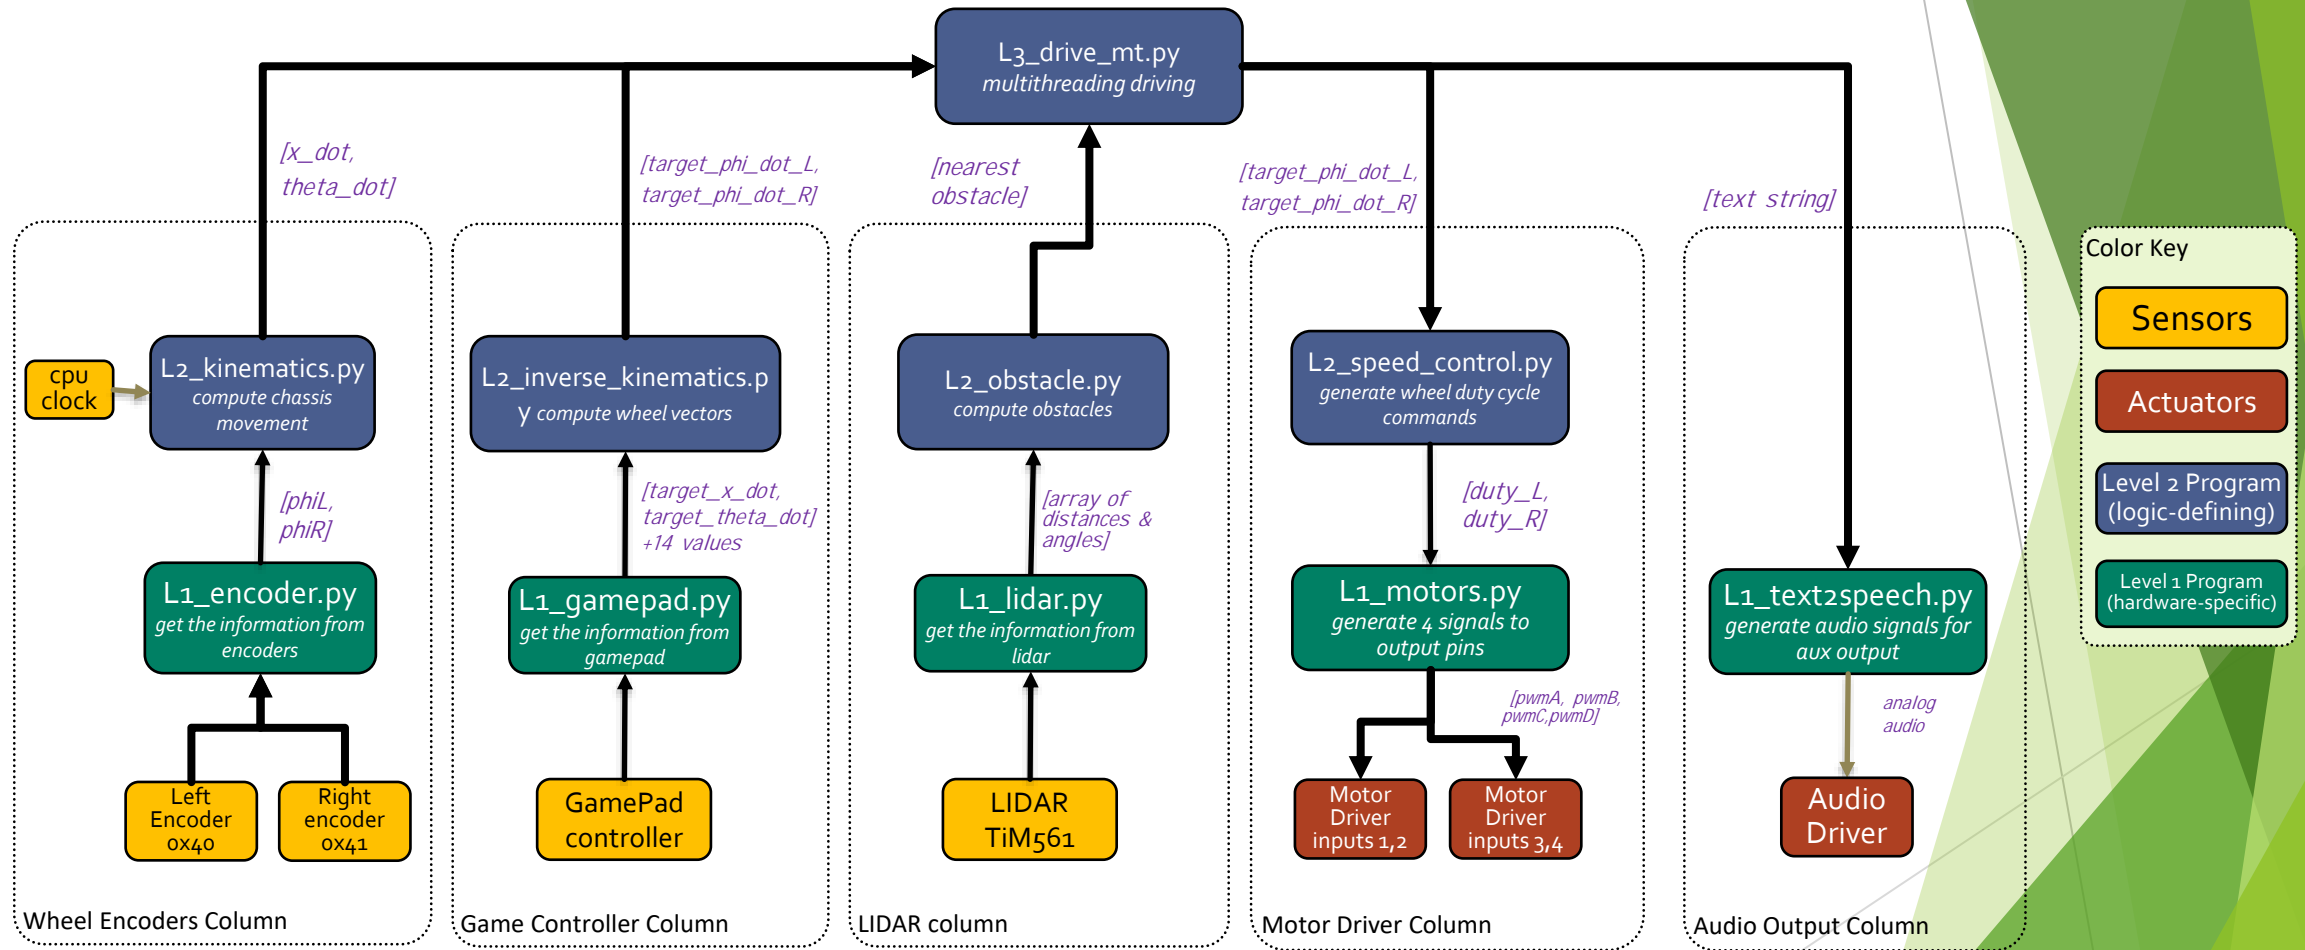 L3_drive_mt.py
multithreading driving
[x_dot,
theta_dot]
[target_phi_dot_L,
target_phi_dot_R]
[nearest
obstacle]
[target_phi_dot_L,
target_phi_dot_R]
[text string]
cpu
clock
L2_kinematics.py
compute chassis
movement
[phiL,
phiR]
L1_encoder.py
get the information from
encoders
Left
Encoder
0x40
Right
encoder
0x41
Wheel Encoders Column
L2_inverse_kinematics.p
y compute wheel vectors
[target_x_dot,
target_theta_dot]
+14 values
L1_gamepad.py
get the information from
gamepad
GamePad
controller
Game Controller Column
L2_obstacle.py
compute obstacles
[array of
distances &
angles]
L1_lidar.py
get the information from
lidar
LIDAR
TiM561
LIDAR column
L2_speed_control.py
generate wheel duty cycle
commands
[duty_L,
duty_R]
L1_motors.py
generate 4 signals to
output pins
[pwmA, pwmB,
pwmC,pwmD]
Motor
Driver
inputs 1,2
Motor
Driver
inputs 3,4
Motor Driver Column
L1_text2speech.py
generate audio signals for
aux output
analog
audio
Audio
Driver
Audio Output Column
Color Key
Sensors
Actuators
Level 2 Program
(logic-defining)
Level 1 Program
(hardware-specific)